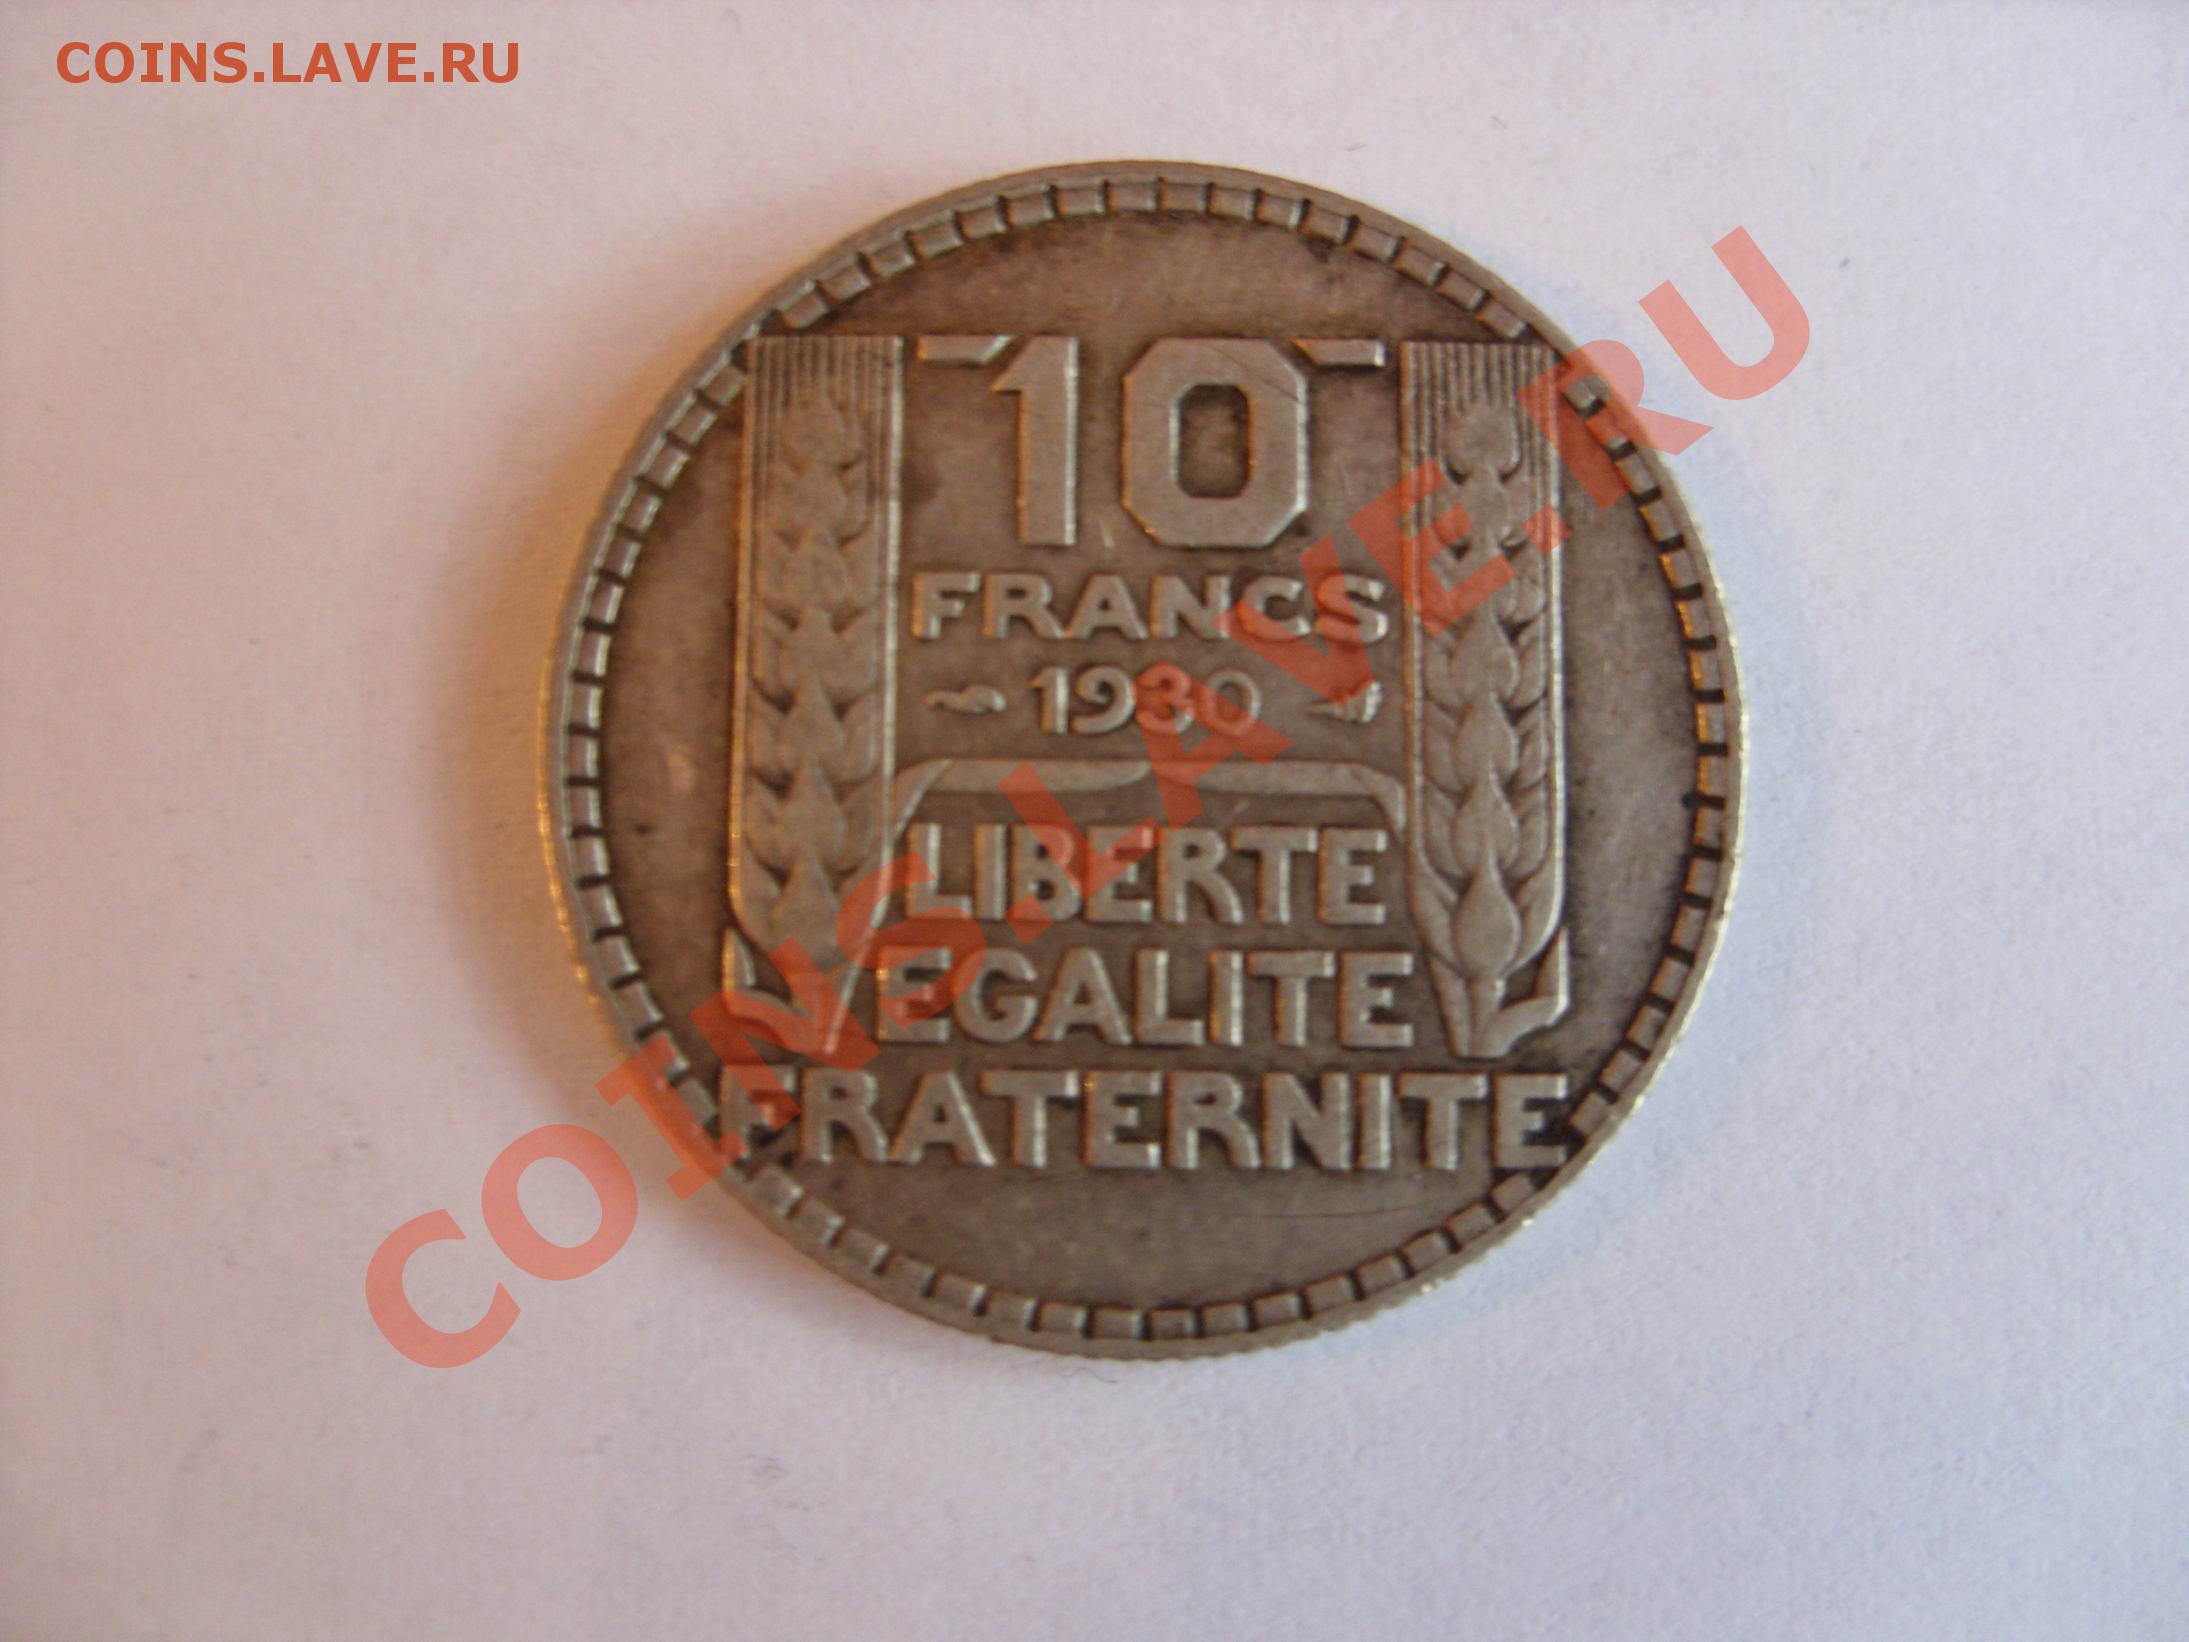 COINS.LAVE.RU
10
FRANCS
1930
LIBERTE
EGALITE
FRATERNITE
COINS.LAVE.RU